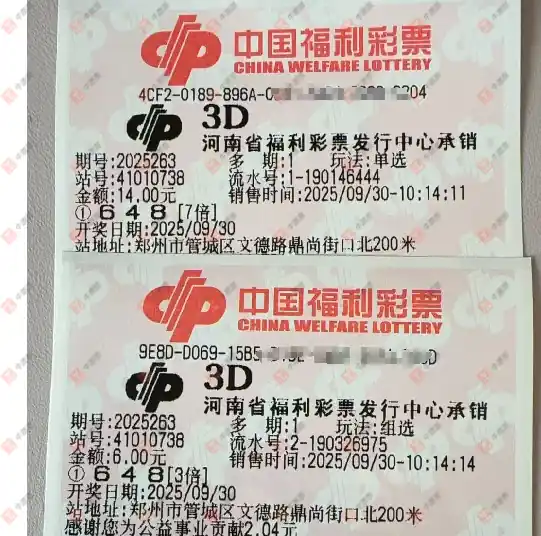 中国福利彩票
CHINA WELFARE LOTTERY
4CF2-0189-896A-
3D
河南省福利彩票发行中心承销
期号:2025263 多 期:1 玩法:单选
站号:41010738 流水号:1-190146444
金额:14.00元 销售时间:2025/09/30-10:14:11
① 6 4 8 [7倍]
开奖日期:2025/09/30
站地址:郑州市管城区文德路鼎尚街口北200米
中国福利彩票
CHINA WELFARE LOTTERY
9E8D-D069-15B5-
3D
河南省福利彩票发行中心承销
期号:2025263 多 期:1 玩法:组选
站号:41010738 流水号:2-190326975
金额:6.00元 销售时间:2025/09/30-10:14:14
① 6 4 8 [3倍]
开奖日期:2025/09/30
站地址:郑州市管城区文德路鼎尚街口北200米
感谢您为公益事业贡献2.04元